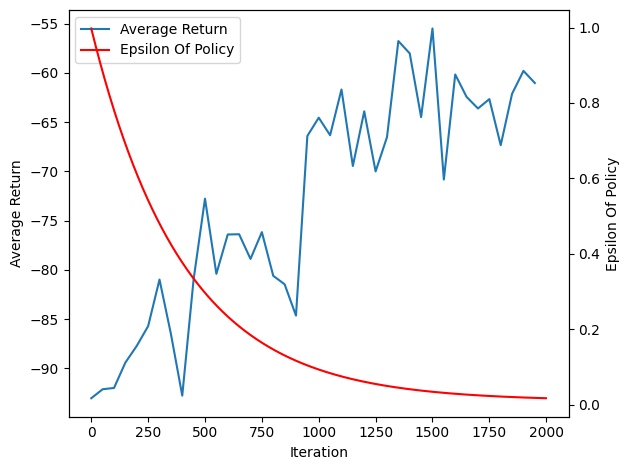 Average Return
Epsilon Of Policy
−55
−60
−65
−70
−75
−80
−85
−90
Average Return
1.0
0.8
0.6
0.4
0.2
0.0
Epsilon Of Policy
0 250 500 750 1000 1250 1500 1750 2000
Iteration